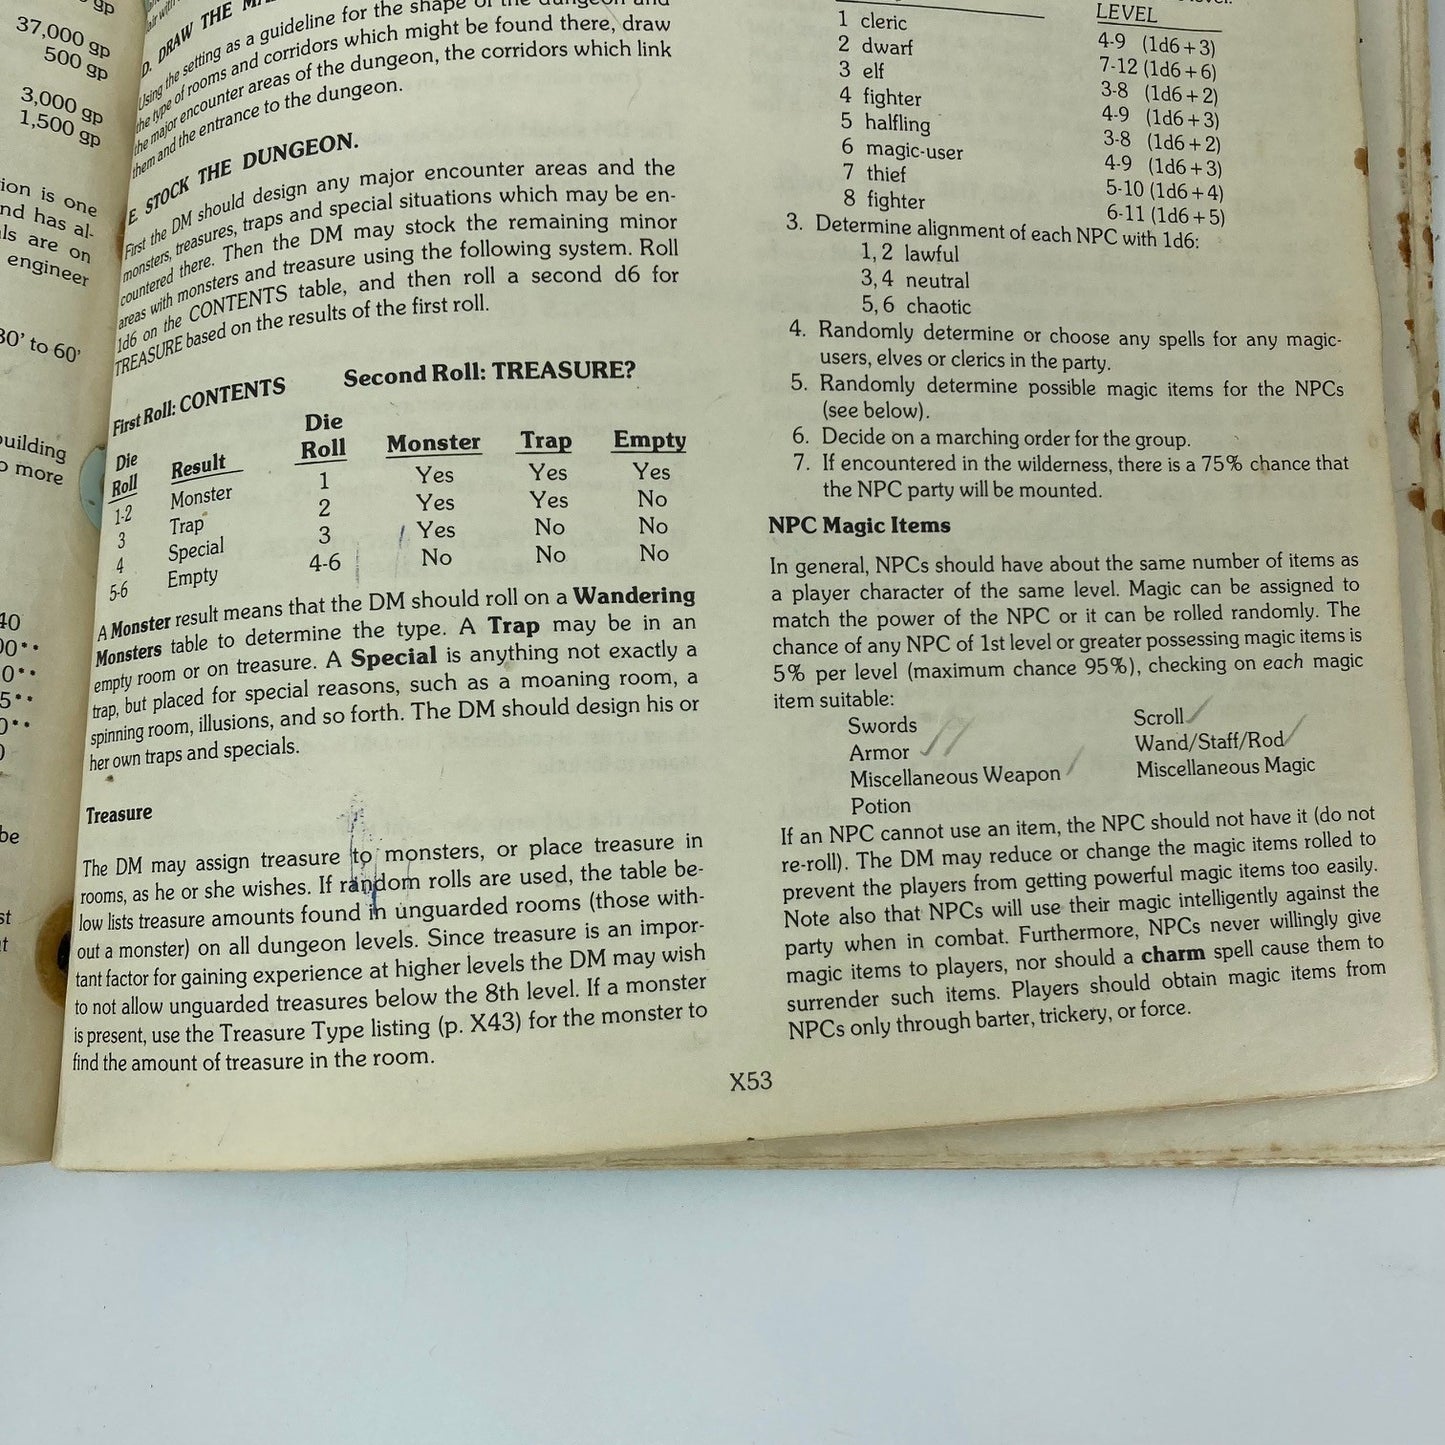 gp
37,000 gp
500 gp
3,000 gp
1,500 gp
ion is one
nd has al-
ls are on
engineer
30' to 60'
building
o more
40
00**
0**
5**
0**
0
be
st
t
D. DRAW THE
Using the setting as a guideline for the shape of the dungeon and
the type of rooms and corridors which might be found there, draw
the major encounter areas of the dungeon, the corridors which link
them and the entrance to the dungeon.
E. STOCK THE DUNGEON.
First the DM should design any major encounter areas and the
monsters, treasures, traps and special situations which may be en-
countered there. Then the DM may stock the remaining minor
areas with monsters and treasure using the following system. Roll
1d6 on the CONTENTS table, and then roll a second d6 for
TREASURE based on the results of the first roll.
First Roll: CONTENTS Second Roll: TREASURE?
Die Roll Result Die Roll Monster Trap Empty
1-2 Monster 1 Yes Yes Yes
3 Trap 2 Yes Yes No
4 Special 3 Yes No No
5-6 Empty 4-6 No No No
A Monster result means that the DM should roll on a Wandering
Monsters table to determine the type. A Trap may be in an
empty room or on treasure. A Special is anything not exactly a
trap, but placed for special reasons, such as a moaning room, a
spinning room, illusions, and so forth. The DM should design his or
her own traps and specials.
Treasure
The DM may assign treasure to monsters, or place treasure in
rooms, as he or she wishes. If random rolls are used, the table be-
low lists treasure amounts found in unguarded rooms (those with-
out a monster) on all dungeon levels. Since treasure is an impor-
tant factor for gaining experience at higher levels the DM may wish
to not allow unguarded treasures below the 8th level. If a monster
is present, use the Treasure Type listing (p. X43) for the monster to
find the amount of treasure in the room.
LEVEL
1 cleric 4-9 (1d6+3)
2 dwarf 7-12 (1d6+6)
3 elf 3-8 (1d6+2)
4 fighter 4-9 (1d6+3)
5 halfling 3-8 (1d6+2)
6 magic-user 4-9 (1d6+3)
7 thief 5-10 (1d6+4)
8 fighter 6-11 (1d6+5)
3. Determine alignment of each NPC with 1d6:
1, 2 lawful
3, 4 neutral
5, 6 chaotic
4. Randomly determine or choose any spells for any magic-
users, elves or clerics in the party.
5. Randomly determine possible magic items for the NPCs
(see below).
6. Decide on a marching order for the group.
7. If encountered in the wilderness, there is a 75% chance that
the NPC party will be mounted.
NPC Magic Items
In general, NPCs should have about the same number of items as
a player character of the same level. Magic can be assigned to
match the power of the NPC or it can be rolled randomly. The
chance of any NPC of 1st level or greater possessing magic items is
5% per level (maximum chance 95%), checking on each magic
item suitable:
Swords Scroll
Armor Wand/Staff/Rod
Miscellaneous Weapon Miscellaneous Magic
Potion
If an NPC cannot use an item, the NPC should not have it (do not
re-roll). The DM may reduce or change the magic items rolled to
prevent the players from getting powerful magic items too easily.
Note also that NPCs will use their magic intelligently against the
party when in combat. Furthermore, NPCs never willingly give
magic items to players, nor should a charm spell cause them to
surrender such items. Players should obtain magic items from
NPCs only through barter, trickery, or force.
X53